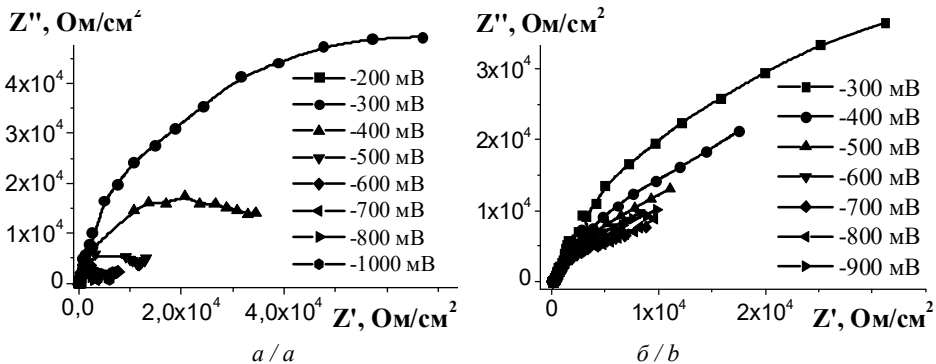 Z'', Ом/см²
4x10⁴
3x10⁴
2x10⁴
1x10⁴
0
0,0
2,0x10⁴
4,0x10⁴
Z', Ом/см²
-200 мВ
-300 мВ
-400 мВ
-500 мВ
-600 мВ
-700 мВ
-800 мВ
-1000 мВ
а / a
Z'', Ом/см²
3x10⁴
2x10⁴
1x10⁴
0
0
1x10⁴
2x10⁴
Z', Ом/см²
-300 мВ
-400 мВ
-500 мВ
-600 мВ
-700 мВ
-800 мВ
-900 мВ
б / b